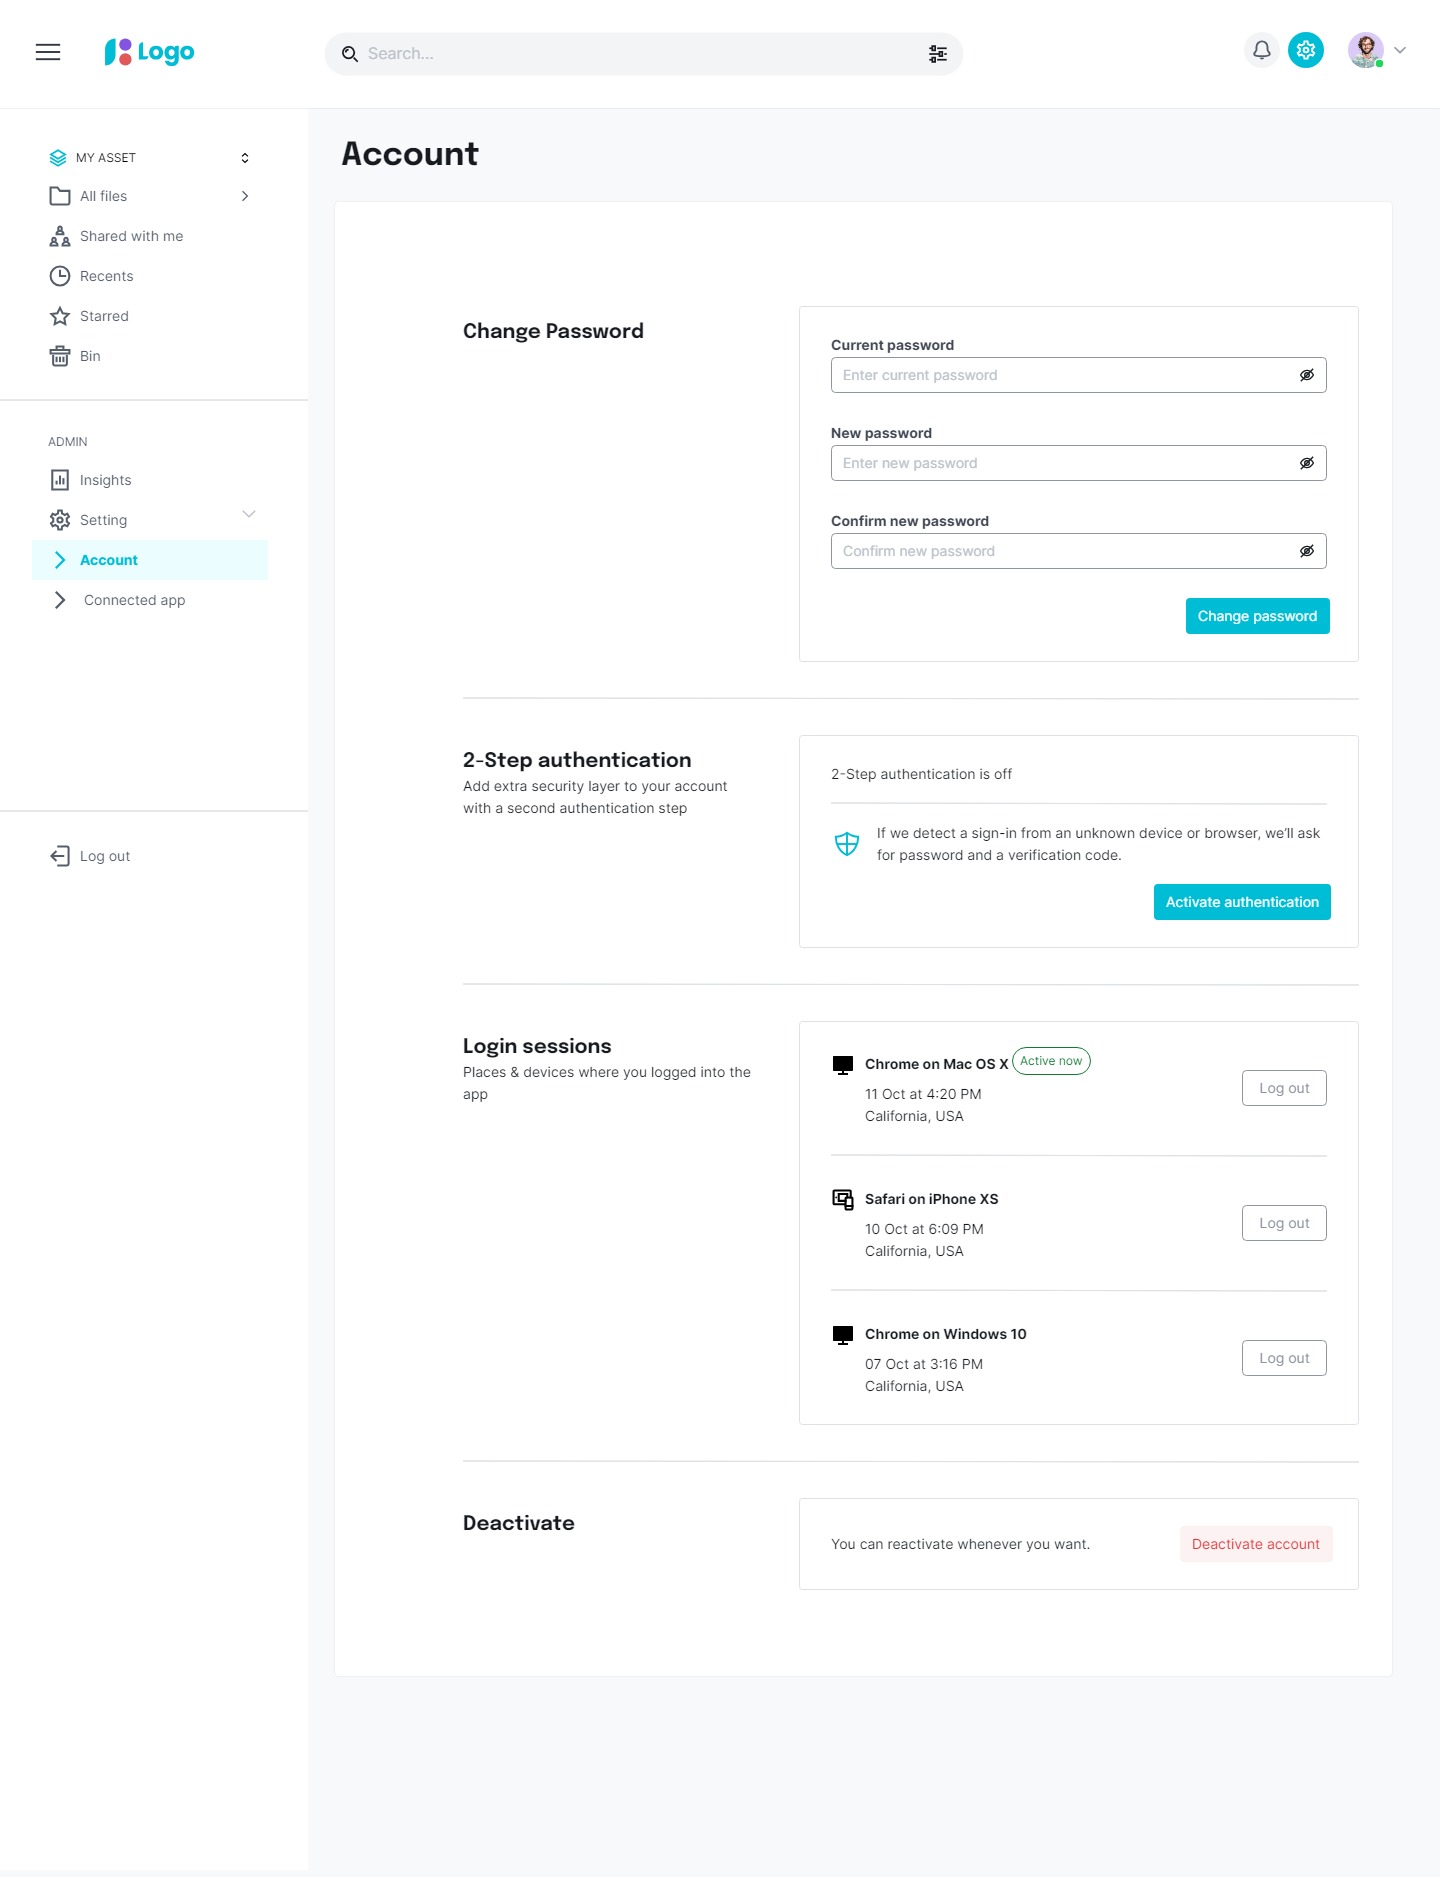 Logo
Search...
MY ASSET
All files
Shared with me
Recents
Starred
Bin
ADMIN
Insights
Setting
Account
Connected app
Log out
Account
Change Password
Current password
Enter current password
New password
Enter new password
Confirm new password
Confirm new password
Change password
2-Step authentication
Add extra security layer to your account
with a second authentication step
2-Step authentication is off
If we detect a sign-in from an unknown device or browser, we'll ask
for password and a verification code.
Activate authentication
Login sessions
Places & devices where you logged into the
app
Chrome on Mac OS X Active now
11 Oct at 4:20 PM
California, USA
Log out
Safari on iPhone XS
10 Oct at 6:09 PM
California, USA
Log out
Chrome on Windows 10
07 Oct at 3:16 PM
California, USA
Log out
Deactivate
You can reactivate whenever you want.
Deactivate account